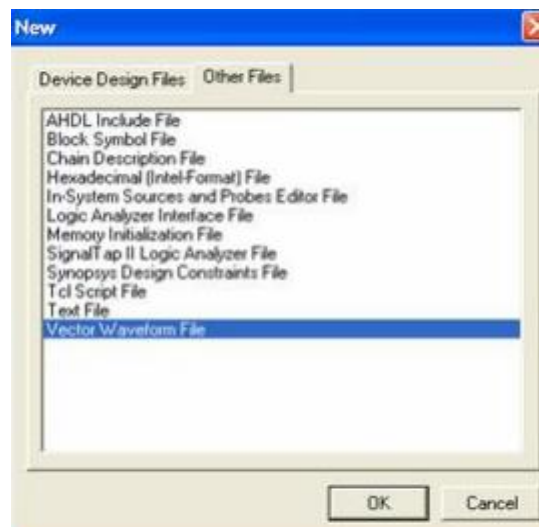 New
Device Design Files Other Files
AHDL Include File
Block Symbol File
Chain Description File
Hexadecimal (Intel-Format) File
In-System Sources and Probes Editor File
Logic Analyzer Interface File
Memory Initialization File
SignalTap II Logic Analyzer File
Synopsys Design Constraints File
Tcl Script File
Text File
Vector Waveform File
OK Cancel